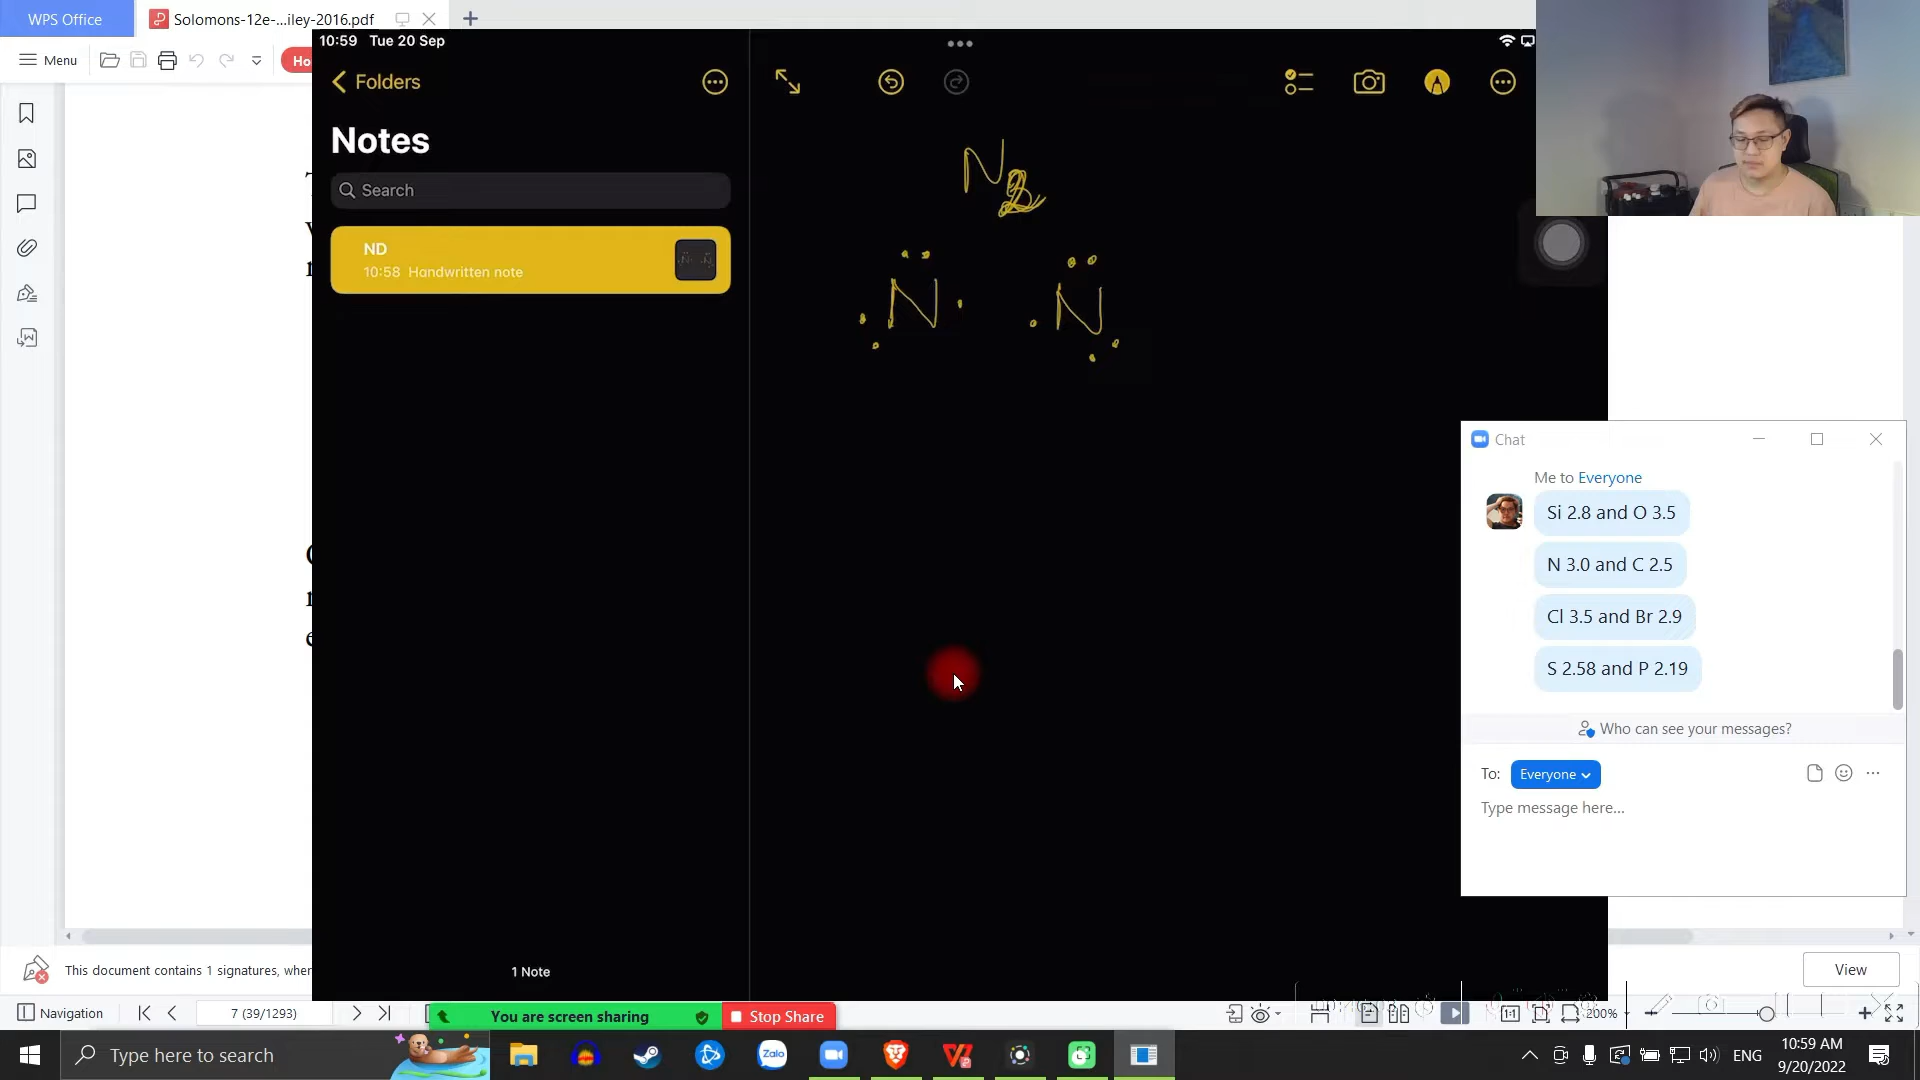 WPS Office
Solomons-12e-...iley-2016.pdf
Menu
Ho
10:59 Tue 20 Sep
Folders
Notes
Search
ND
10:58 Handwritten note
1 Note
N2
N N
Chat
Me to Everyone
Si 2.8 and O 3.5
N 3.0 and C 2.5
Cl 3.5 and Br 2.9
S 2.58 and P 2.19
Who can see your messages?
To: Everyone
Type message here...
This document contains 1 signatures, wher
View
Navigation
7 (39/1293)
You are screen sharing
Stop Share
1:1
200%
Type here to search
Zalo
ENG
10:59 AM
9/20/2022